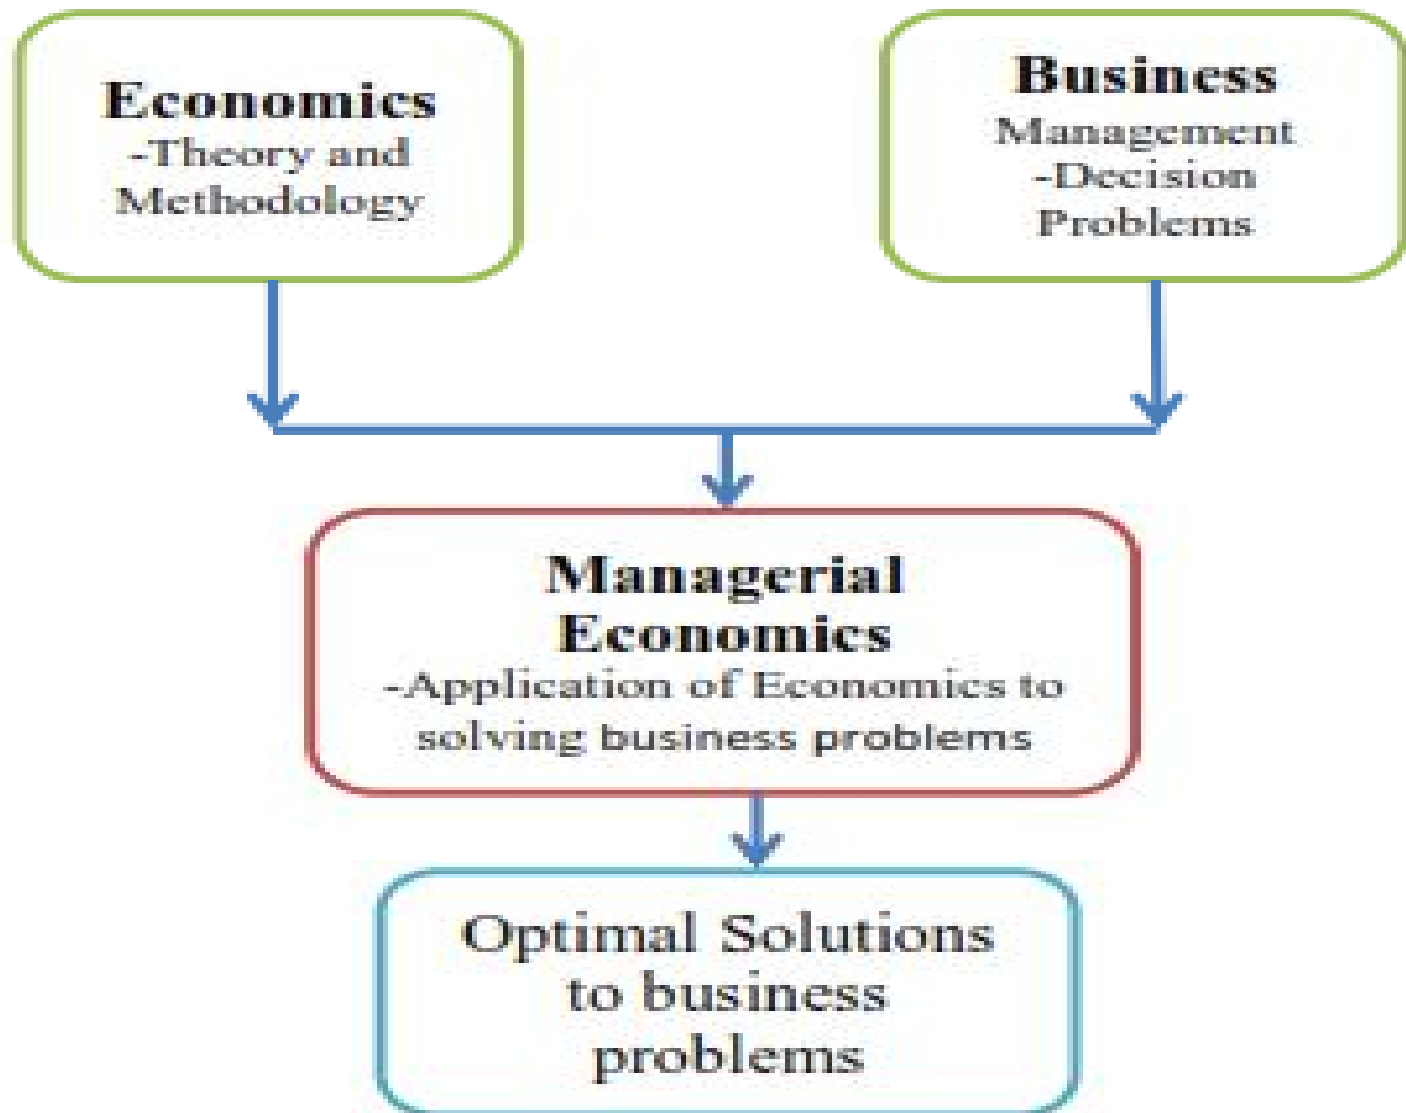 Economics
-Theory and
Methodology
Business
Management
-Decision
Problems
Managerial
Economics
-Application of Economics to
solving business problems
Optimal Solutions
to business
problems